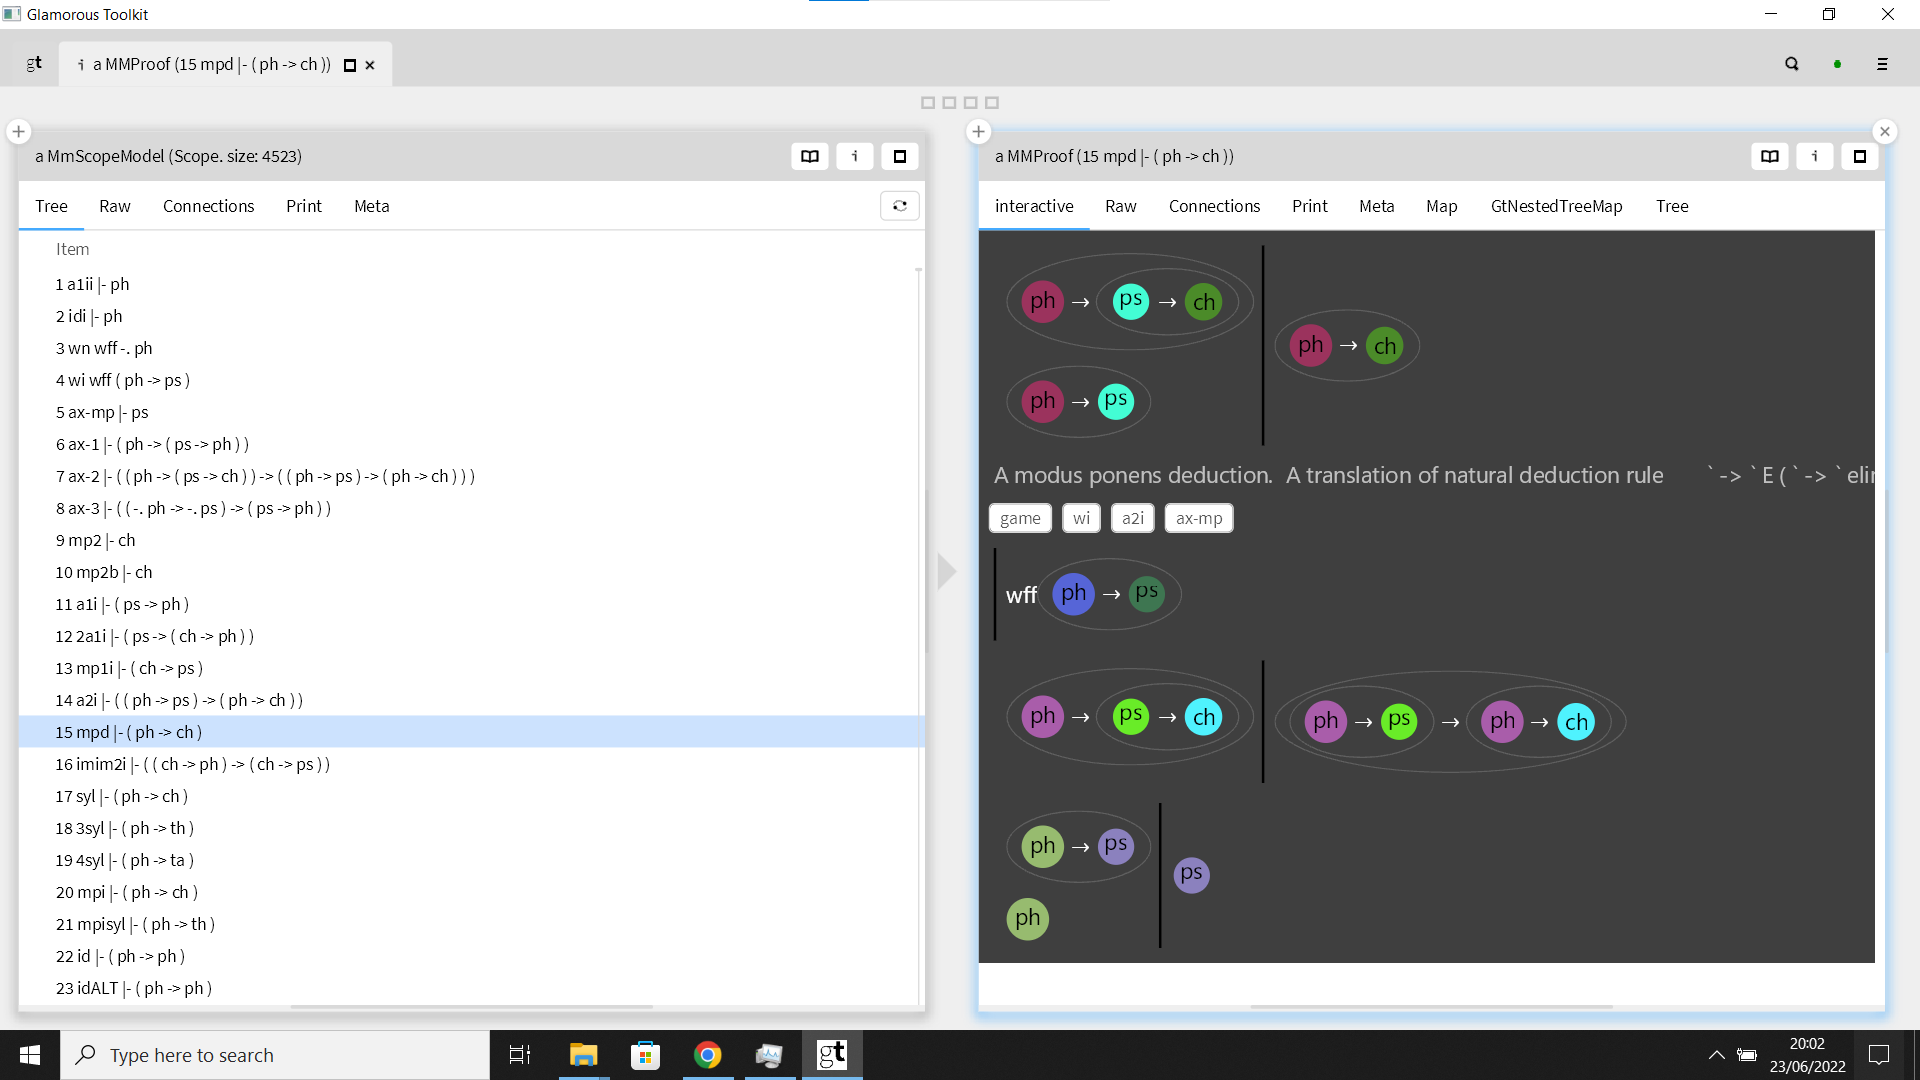 Glamorous Toolkit
gt
i a MMProof (15 mpd |- ( ph -> ch ))
a MmScopeModel (Scope. size: 4523)
i
Tree Raw Connections Print Meta
Item
1 a1ii |- ph
2 idi |- ph
3 wn wff -. ph
4 wi wff ( ph -> ps )
5 ax-mp |- ps
6 ax-1 |- ( ph -> ( ps -> ph ) )
7 ax-2 |- ( ( ph -> ( ps -> ch ) ) -> ( ( ph -> ps ) -> ( ph -> ch ) ) )
8 ax-3 |- ( ( -. ph -> -. ps ) -> ( ps -> ph ) )
9 mp2 |- ch
10 mp2b |- ch
11 a1i |- ( ps -> ph )
12 2a1i |- ( ps -> ( ch -> ph ) )
13 mp1i |- ( ch -> ps )
14 a2i |- ( ( ph -> ps ) -> ( ph -> ch ) )
15 mpd |- ( ph -> ch )
16 imim2i |- ( ( ch -> ph ) -> ( ch -> ps ) )
17 syl |- ( ph -> ch )
18 3syl |- ( ph -> th )
19 4syl |- ( ph -> ta )
20 mpi |- ( ph -> ch )
21 mpisyl |- ( ph -> th )
22 id |- ( ph -> ph )
23 idALT |- ( ph -> ph )
a MMProof (15 mpd |- ( ph -> ch ))
i
interactive Raw Connections Print Meta Map GtNestedTreeMap Tree
ph → ps → ch
ph → ch
ph → ps
A modus ponens deduction. A translation of natural deduction rule ` -> ` E ( ` -> ` elir
game wi a2i ax-mp
wff ph → ps
ph → ps → ch ph → ps → ph → ch
ph → ps
ps
ph
Type here to search
gt
20:02
23/06/2022